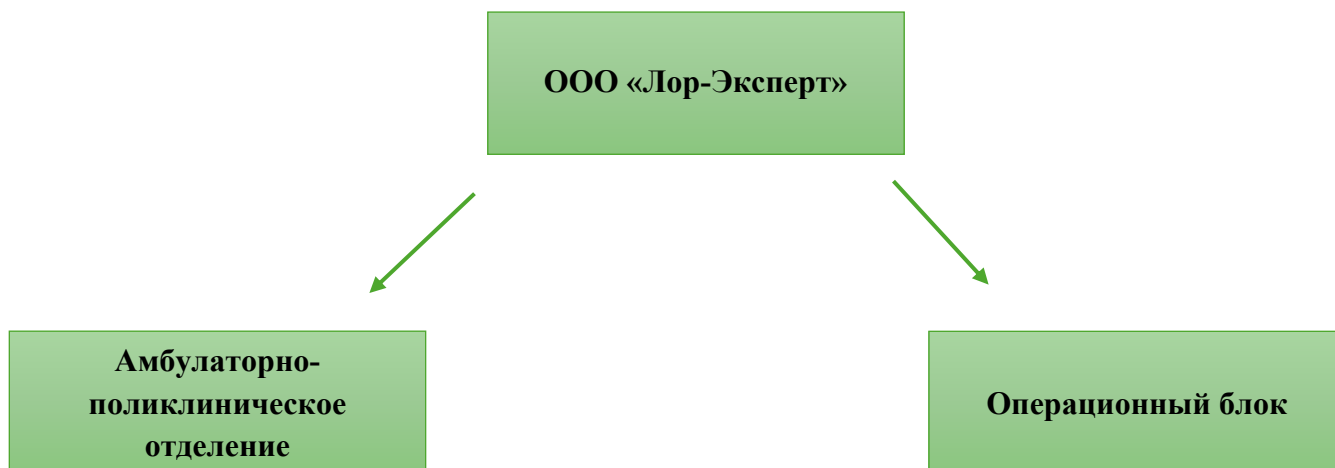 ООО «Лор-Эксперт»
Амбулаторно-
поликлиническое
отделение
Операционный блок